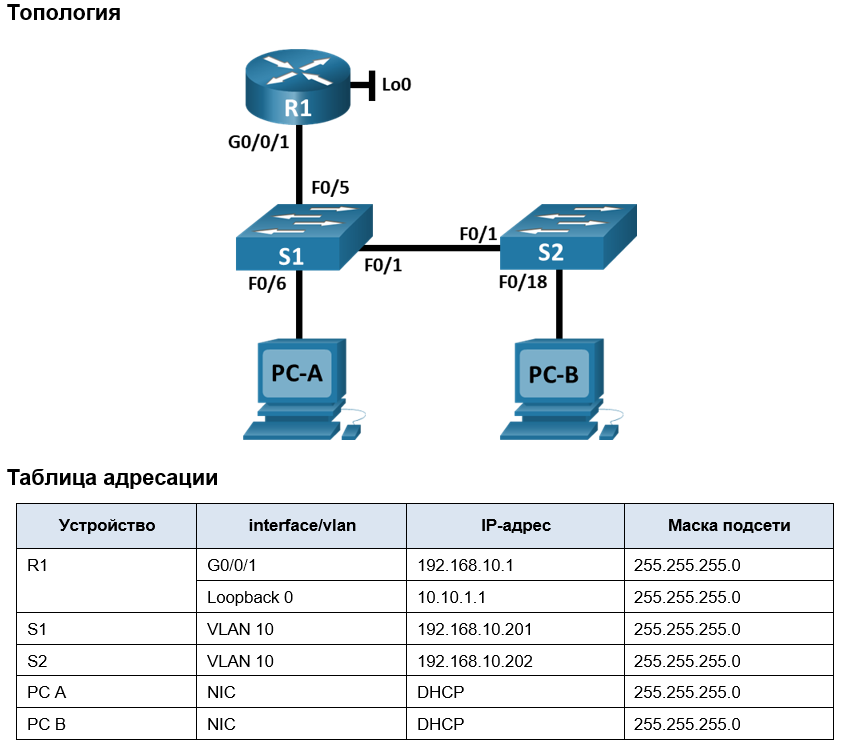 Топология
Lo0
R1
G0/0/1
F0/5
F0/1
S1
S2
F0/6
F0/1
F0/18
PC-A
PC-B
Таблица адресации
Устройство interface/vlan IP-адрес Маска подсети
R1 G0/0/1 192.168.10.1 255.255.255.0
Loopback 0 10.10.1.1 255.255.255.0
S1 VLAN 10 192.168.10.201 255.255.255.0
S2 VLAN 10 192.168.10.202 255.255.255.0
PC A NIC DHCP 255.255.255.0
PC B NIC DHCP 255.255.255.0